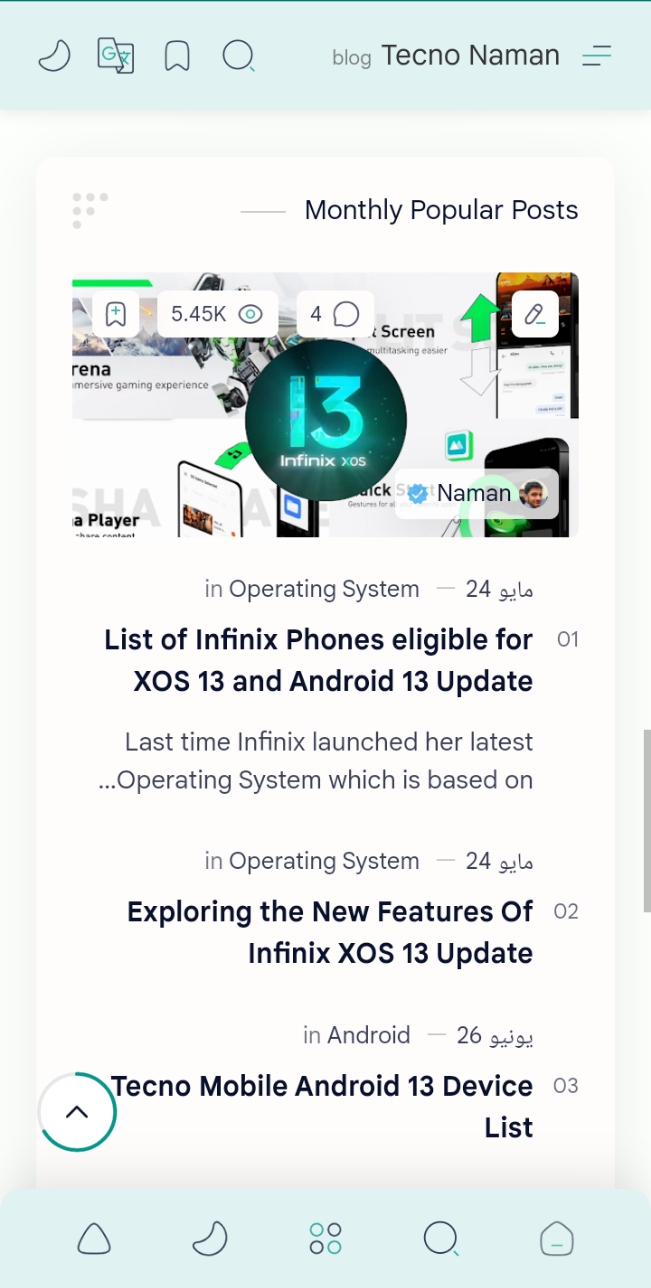 Tecno Naman blog
Monthly Popular Posts
5.45K
4
t Screen
multitasking easier
rena
mmersive gaming experience
13
Infinix XOS
Naman
a Player
share content
in Operating System — 24 مايو
01
List of Infinix Phones eligible for
XOS 13 and Android 13 Update
Last time Infinix launched her latest
...Operating System which is based on
in Operating System — 24 مايو
02
Exploring the New Features Of
Infinix XOS 13 Update
in Android — 26 يونيو
03
Tecno Mobile Android 13 Device
List